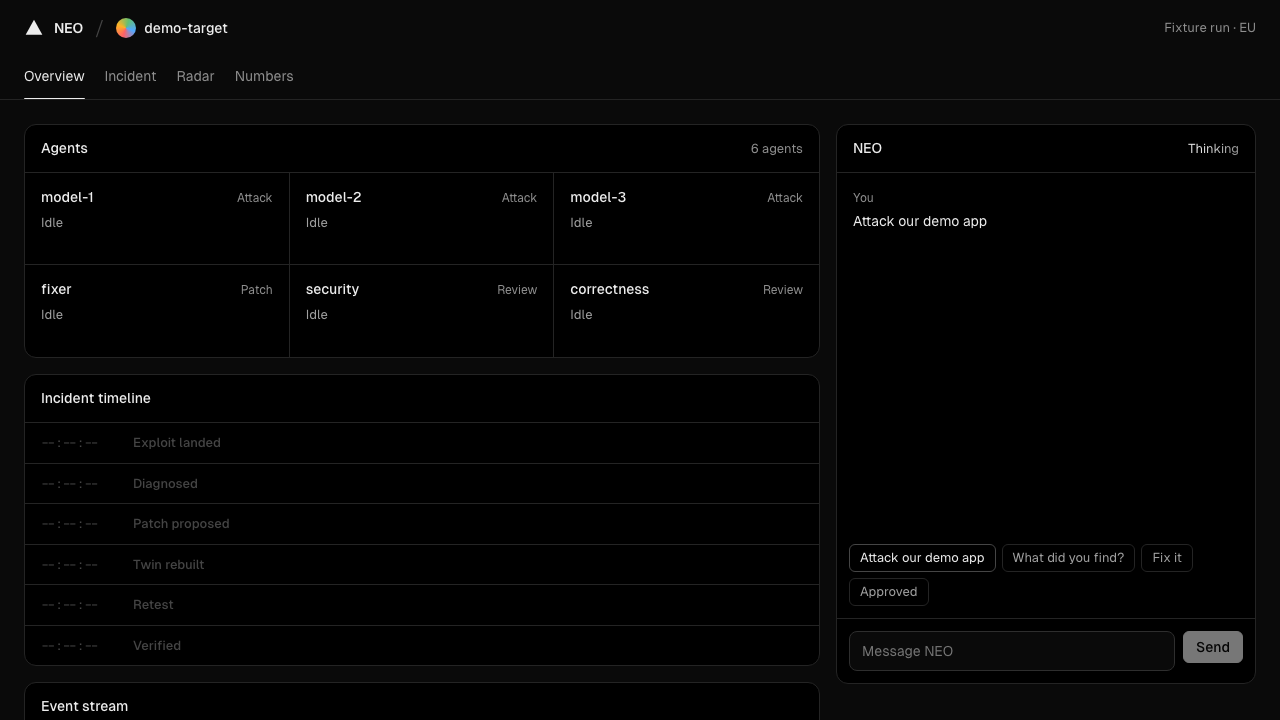 NEO / demo-target
Fixture run · EU
Overview Incident Radar Numbers
Agents 6 agents
model-1 Attack
Idle
model-2 Attack
Idle
model-3 Attack
Idle
fixer Patch
Idle
security Review
Idle
correctness Review
Idle
Incident timeline
--:--:-- Exploit landed
--:--:-- Diagnosed
--:--:-- Patch proposed
--:--:-- Twin rebuilt
--:--:-- Retest
--:--:-- Verified
Event stream
NEO Thinking
You
Attack our demo app
Attack our demo app What did you find? Fix it
Approved
Message NEO Send